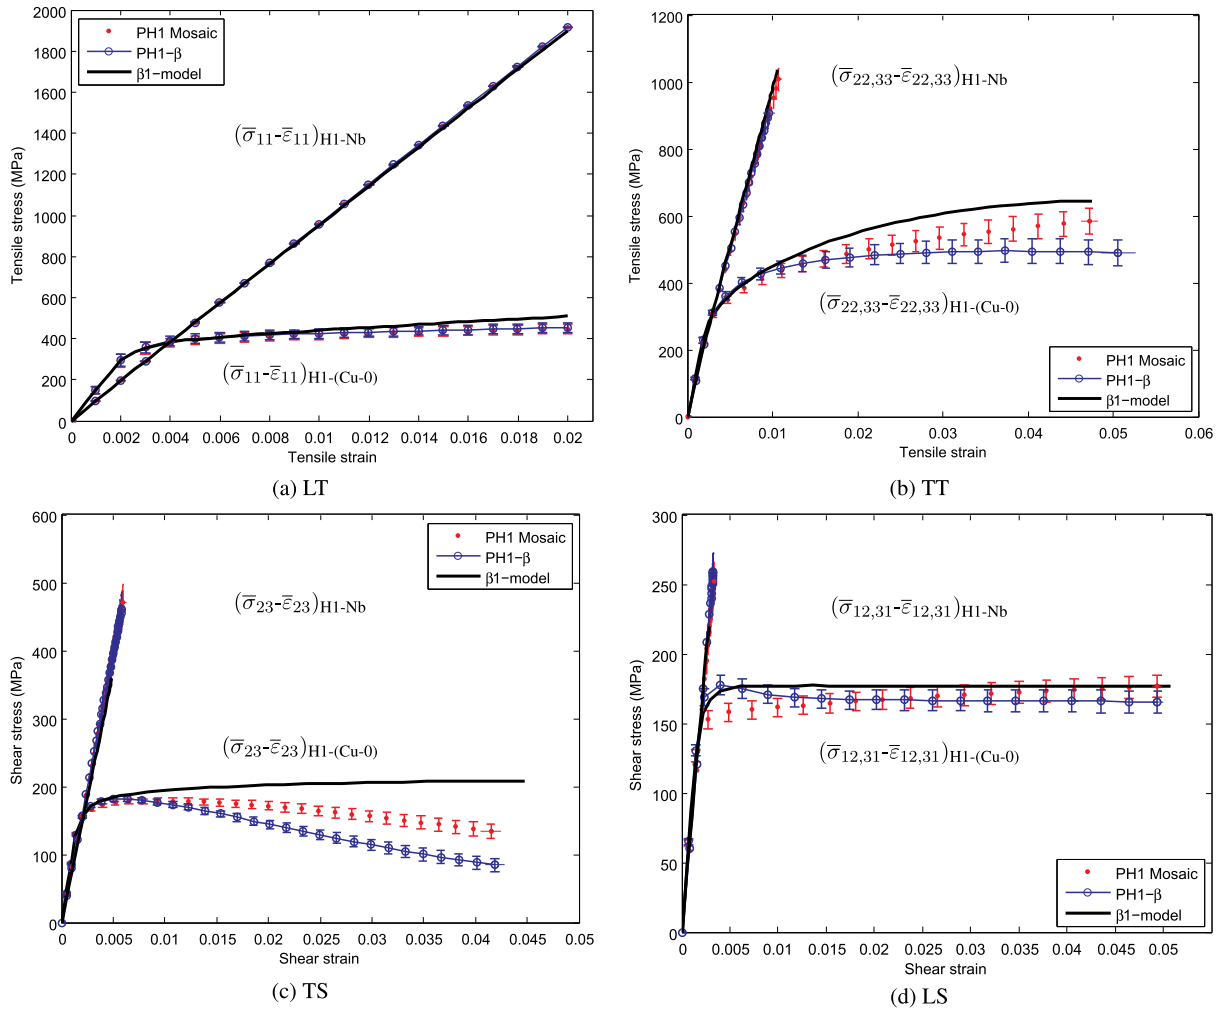 2000
1800
1600
1400
1200
1000
800
600
400
200
0
Tensile stress (MPa)
PH1 Mosaic
PH1−β
β1−model
(σ̅11-ε̅11)H1-Nb
(σ̅11-ε̅11)H1-(Cu-0)
0 0.002 0.004 0.006 0.008 0.01 0.012 0.014 0.016 0.018 0.02
Tensile strain
(a) LT
1200
1000
800
600
400
200
0
Tensile stress (MPa)
(σ̅22,33-ε̅22,33)H1-Nb
(σ̅22,33-ε̅22,33)H1-(Cu-0)
PH1 Mosaic
PH1−β
β1−model
0 0.01 0.02 0.03 0.04 0.05 0.06
Tensile strain
(b) TT
600
500
400
300
200
100
0
Shear stress (MPa)
PH1 Mosaic
PH1−β
β1−model
(σ̅23-ε̅23)H1-Nb
(σ̅23-ε̅23)H1-(Cu-0)
0 0.005 0.01 0.015 0.02 0.025 0.03 0.035 0.04 0.045 0.05
Shear strain
(c) TS
300
250
200
150
100
50
0
Shear stress (MPa)
(σ̅12,31-ε̅12,31)H1-Nb
(σ̅12,31-ε̅12,31)H1-(Cu-0)
PH1 Mosaic
PH1−β
β1−model
0 0.005 0.01 0.015 0.02 0.025 0.03 0.035 0.04 0.045 0.05
Shear strain
(d) LS